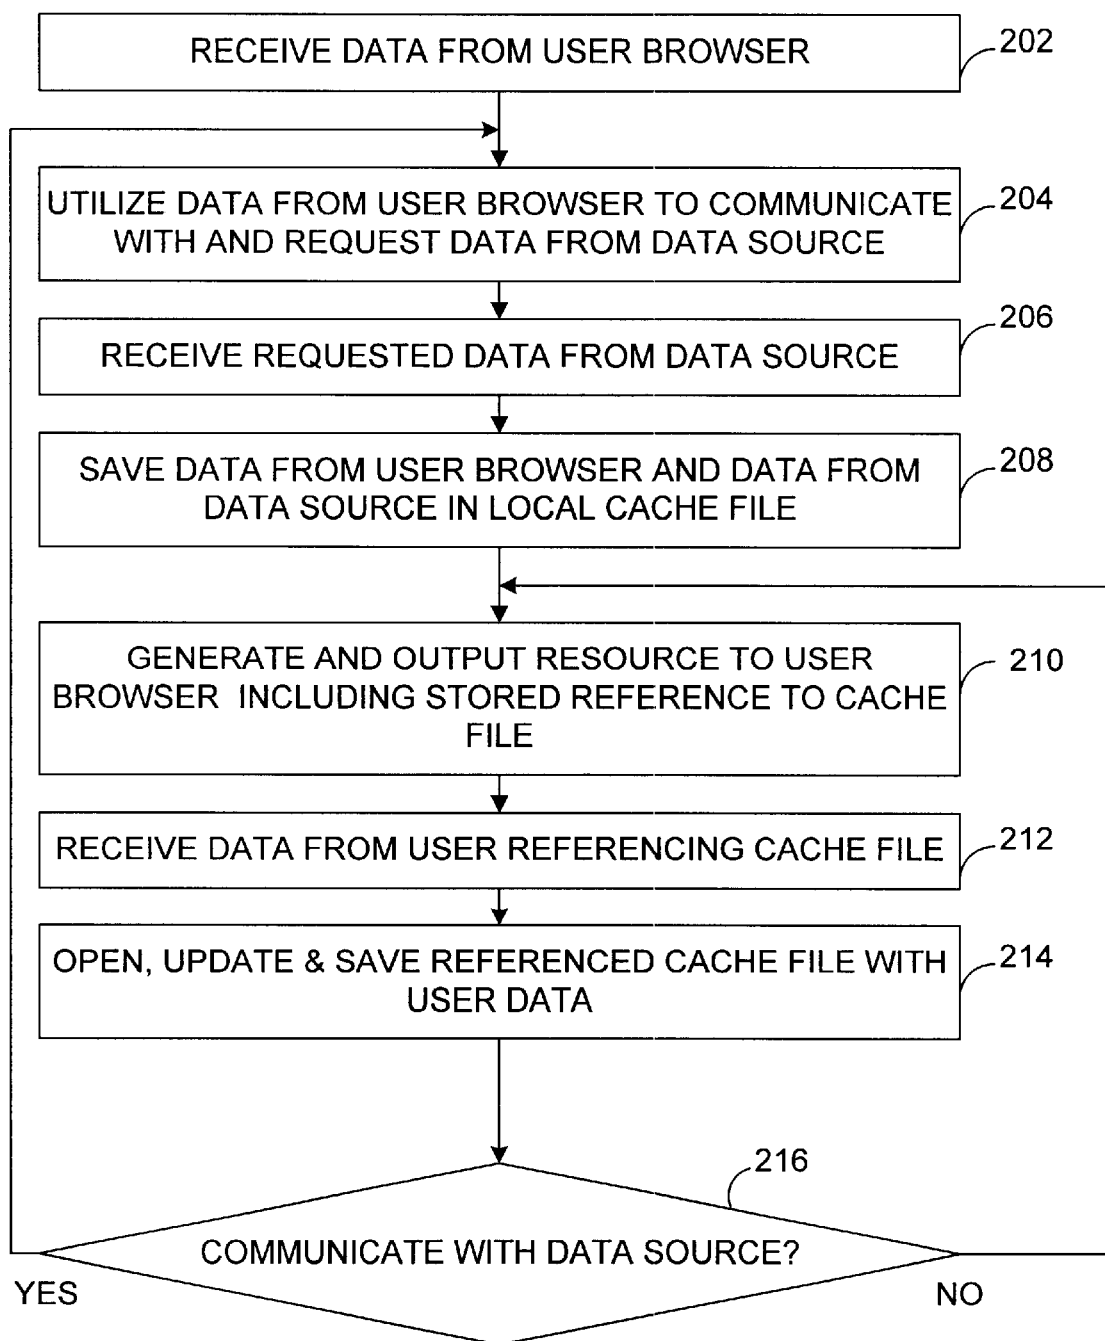 RECEIVE DATA FROM USER BROWSER
202
UTILIZE DATA FROM USER BROWSER TO COMMUNICATE
WITH AND REQUEST DATA FROM DATA SOURCE
204
RECEIVE REQUESTED DATA FROM DATA SOURCE
206
SAVE DATA FROM USER BROWSER AND DATA FROM
DATA SOURCE IN LOCAL CACHE FILE
208
GENERATE AND OUTPUT RESOURCE TO USER
BROWSER INCLUDING STORED REFERENCE TO CACHE
FILE
210
RECEIVE DATA FROM USER REFERENCING CACHE FILE
212
OPEN, UPDATE & SAVE REFERENCED CACHE FILE WITH
USER DATA
214
216
COMMUNICATE WITH DATA SOURCE?
YES
NO